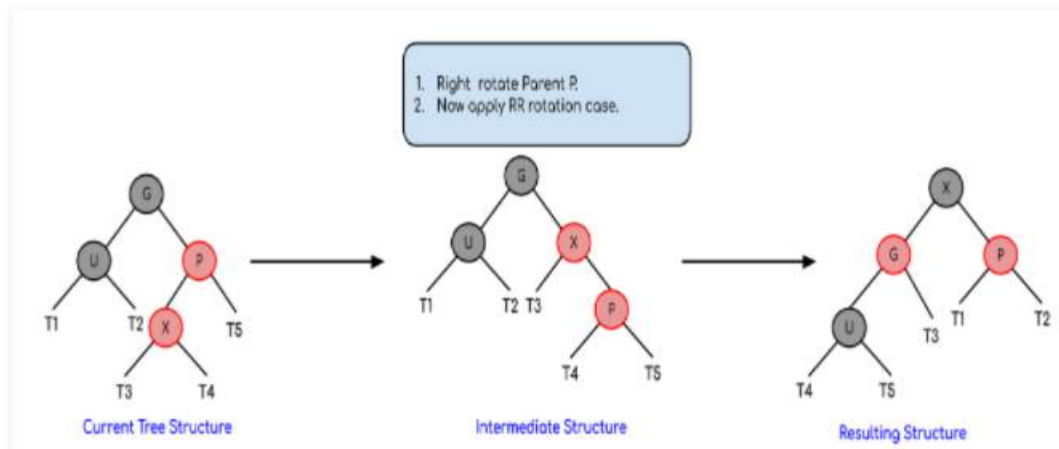 1. Right rotate Parent P.
2. Now apply RR rotation case.
G
U
P
X
T1
T2
T5
T3
T4
Current Tree Structure
G
U
X
T1
T2
T3
P
T4
T5
Intermediate Structure
X
G
P
U
T3
T1
T2
T4
T5
Resulting Structure